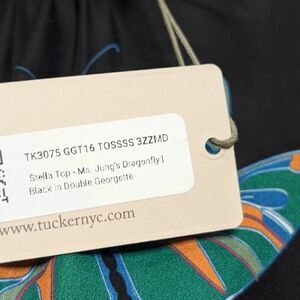 TK3075 GGT16 TOSSSS 3ZZMD
Stella Top - Ms. Jung's Dragonfly |
Black in Double Georgette
www.tuckernyc.com